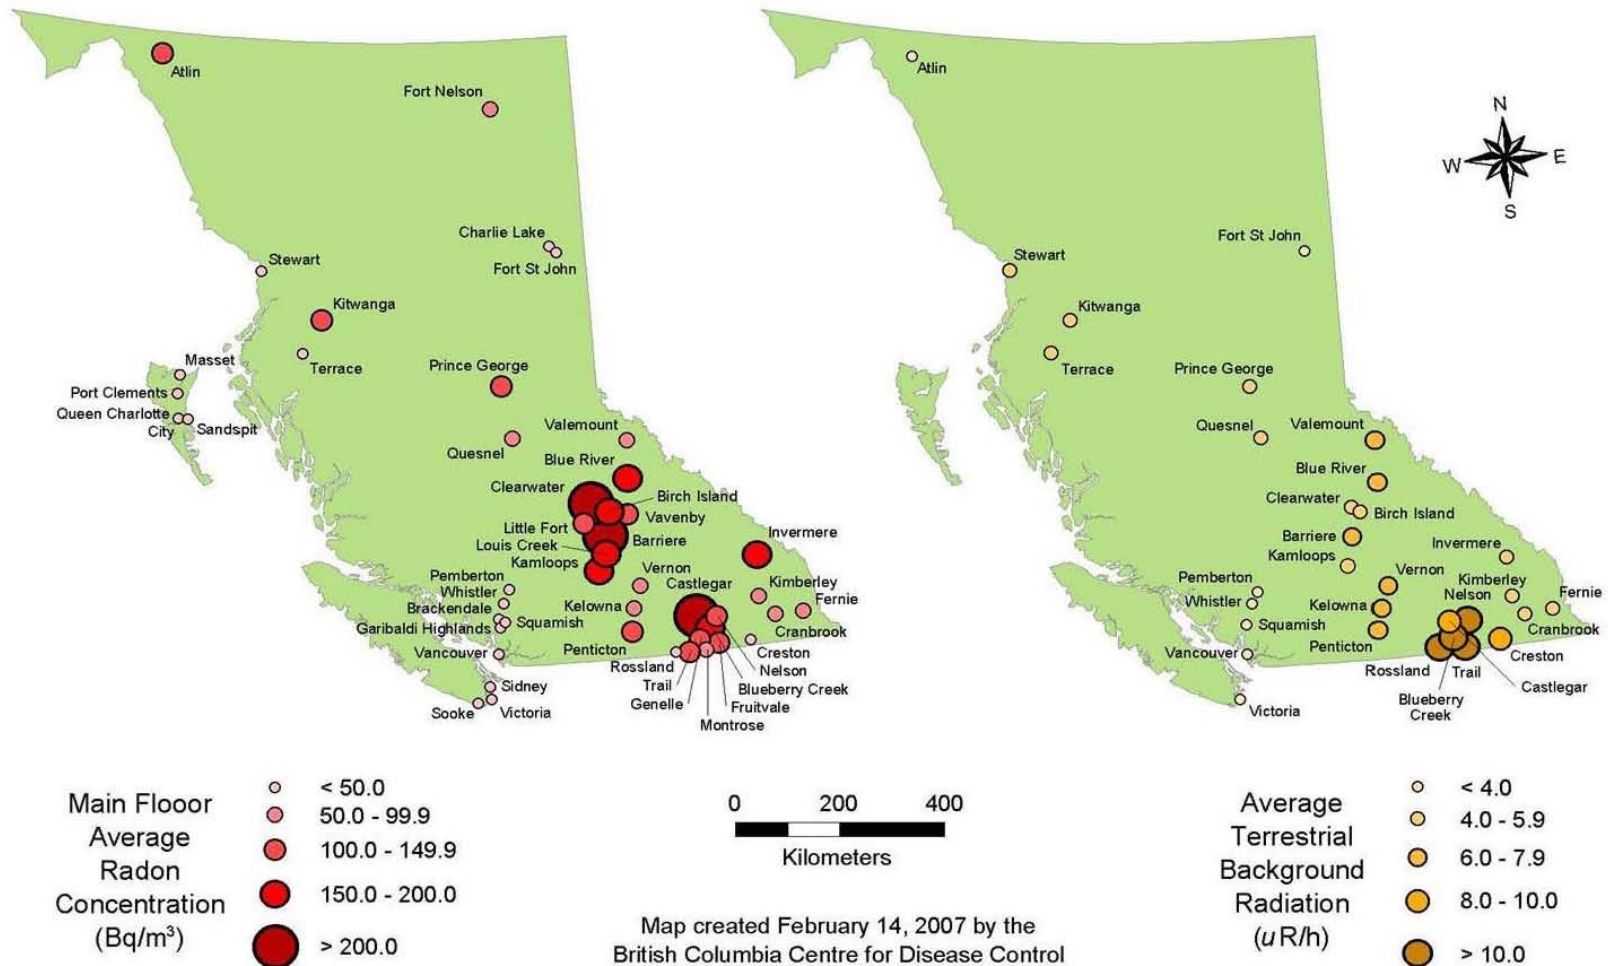 Atlin
Fort Nelson
Charlie Lake
Fort St John
Stewart
Kitwanga
Terrace
Masset
Port Clements
Queen Charlotte
City
Sandspit
Prince George
Quesnel
Valemount
Blue River
Clearwater
Birch Island
Vavenby
Little Fort
Barriere
Louis Creek
Kamloops
Invermere
Vernon
Castlegar
Kimberley
Fernie
Pemberton
Whistler
Brackendale
Squamish
Garibaldi Highlands
Kelowna
Cranbrook
Vancouver
Penticton
Creston
Rossland
Nelson
Trail
Blueberry Creek
Genelle
Fruitvale
Montrose
Sidney
Sooke
Victoria
Atlin
N
W
E
S
Fort St John
Stewart
Kitwanga
Terrace
Prince George
Quesnel
Valemount
Blue River
Clearwater
Birch Island
Barriere
Kamloops
Invermere
Vernon
Kimberley
Nelson
Fernie
Pemberton
Whistler
Kelowna
Squamish
Cranbrook
Vancouver
Penticton
Creston
Rossland
Trail
Castlegar
Blueberry
Creek
Victoria
Main Flooor
Average
Radon
Concentration
(Bq/m³)
< 50.0
50.0 - 99.9
100.0 - 149.9
150.0 - 200.0
> 200.0
0 200 400
Kilometers
Map created February 14, 2007 by the
British Columbia Centre for Disease Control
Average
Terrestrial
Background
Radiation
(uR/h)
< 4.0
4.0 - 5.9
6.0 - 7.9
8.0 - 10.0
> 10.0